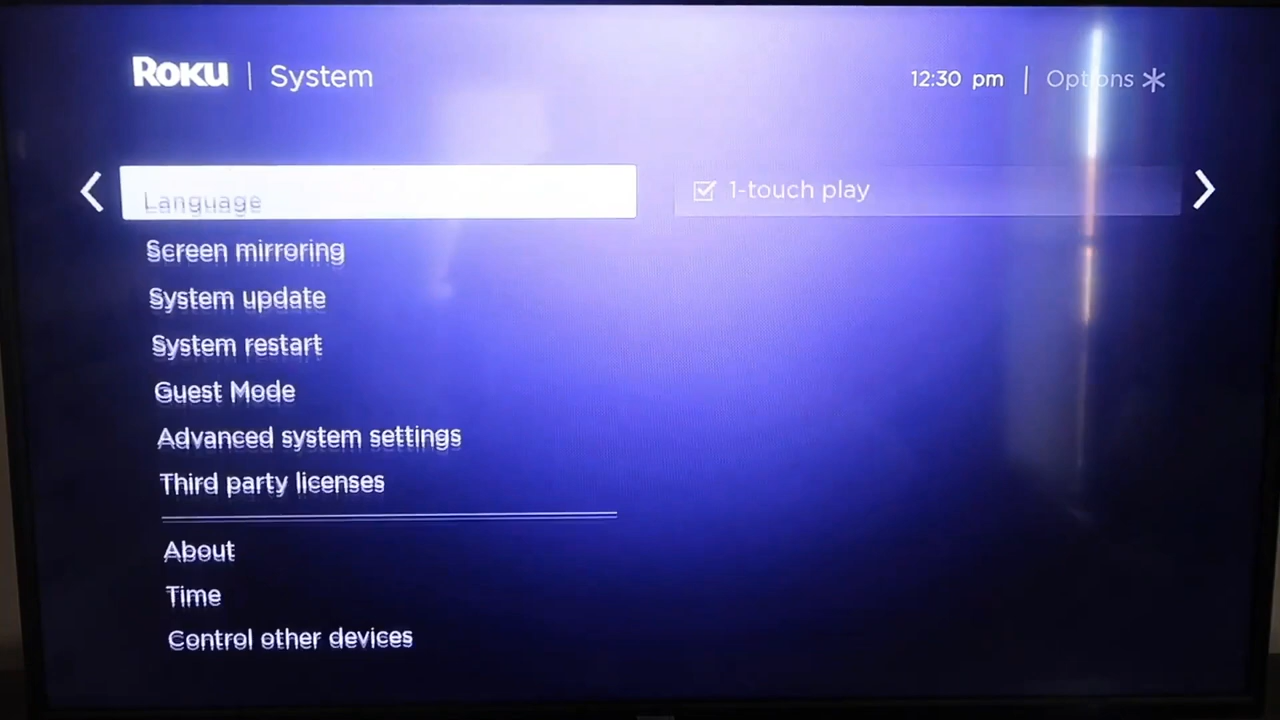 Roku | System
12:30 pm | Options
Language
1-touch play
Screen mirroring
System update
System restart
Guest Mode
Advanced system settings
Third party licenses
About
Time
Control other devices